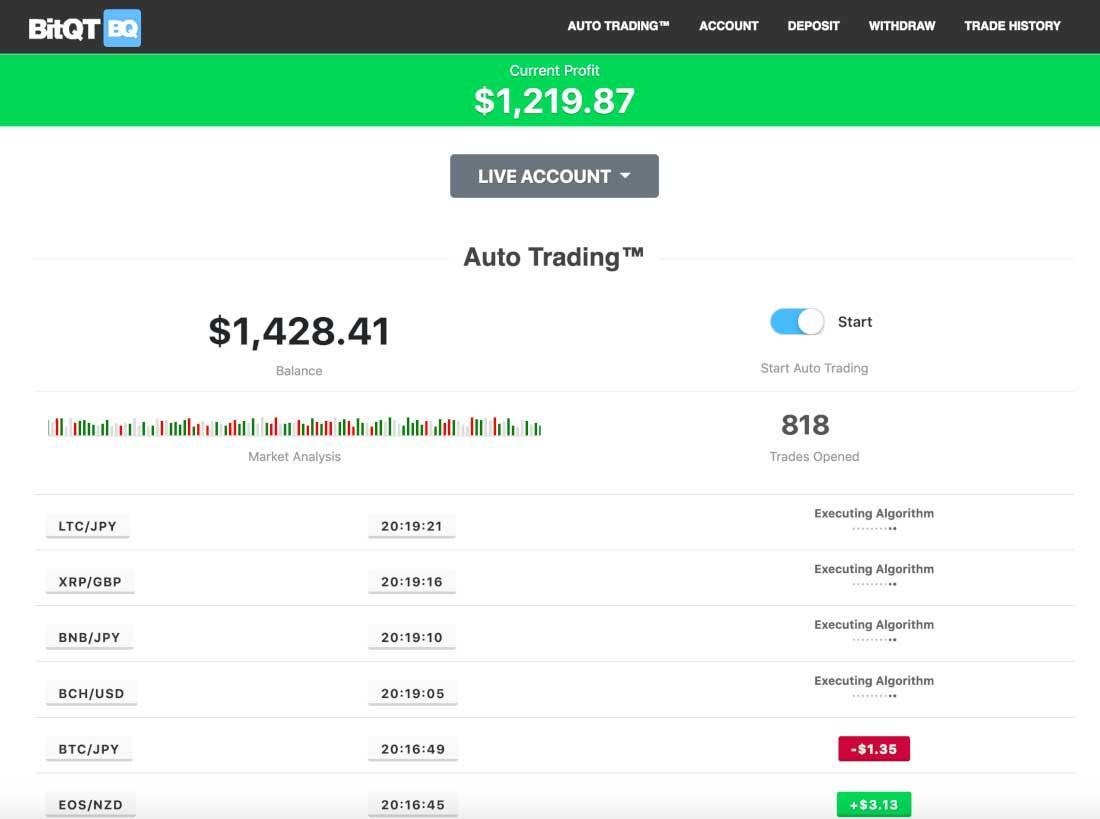 BitQT BQ
AUTO TRADING™ ACCOUNT DEPOSIT WITHDRAW TRADE HISTORY
Current Profit
$1,219.87
LIVE ACCOUNT
Auto Trading™
$1,428.41
Balance
Start
Start Auto Trading
Market Analysis
818
Trades Opened
LTC/JPY 20:19:21 Executing Algorithm
XRP/GBP 20:19:16 Executing Algorithm
BNB/JPY 20:19:10 Executing Algorithm
BCH/USD 20:19:05 Executing Algorithm
BTC/JPY 20:16:49 -$1.35
EOS/NZD 20:16:45 +$3.13